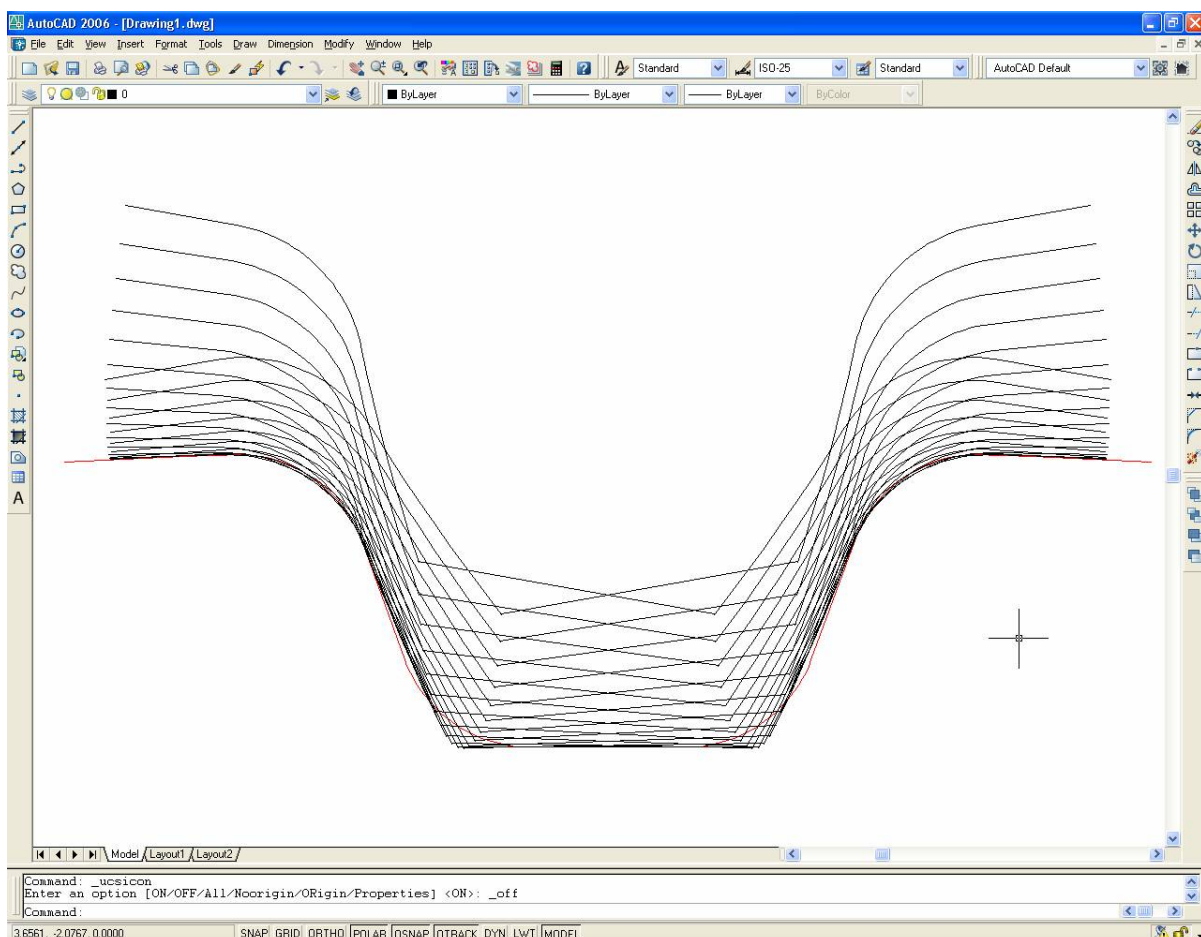 AutoCAD 2006 - [Drawing1.dwg]
File Edit View Insert Format Tools Draw Dimension Modify Window Help
Standard ISO-25 Standard AutoCAD Default
0 ByLayer ByLayer ByLayer ByColor
A
Model Layout1 Layout2
Command: _ucsicon
Enter an option [ON/OFF/All/Noorigin/ORigin/Properties] <ON>: _off
Command:
3.6561, -2.0767, 0.0000 SNAP GRID ORTHO POLAR OSNAP OTRACK DYN LWT MODEL